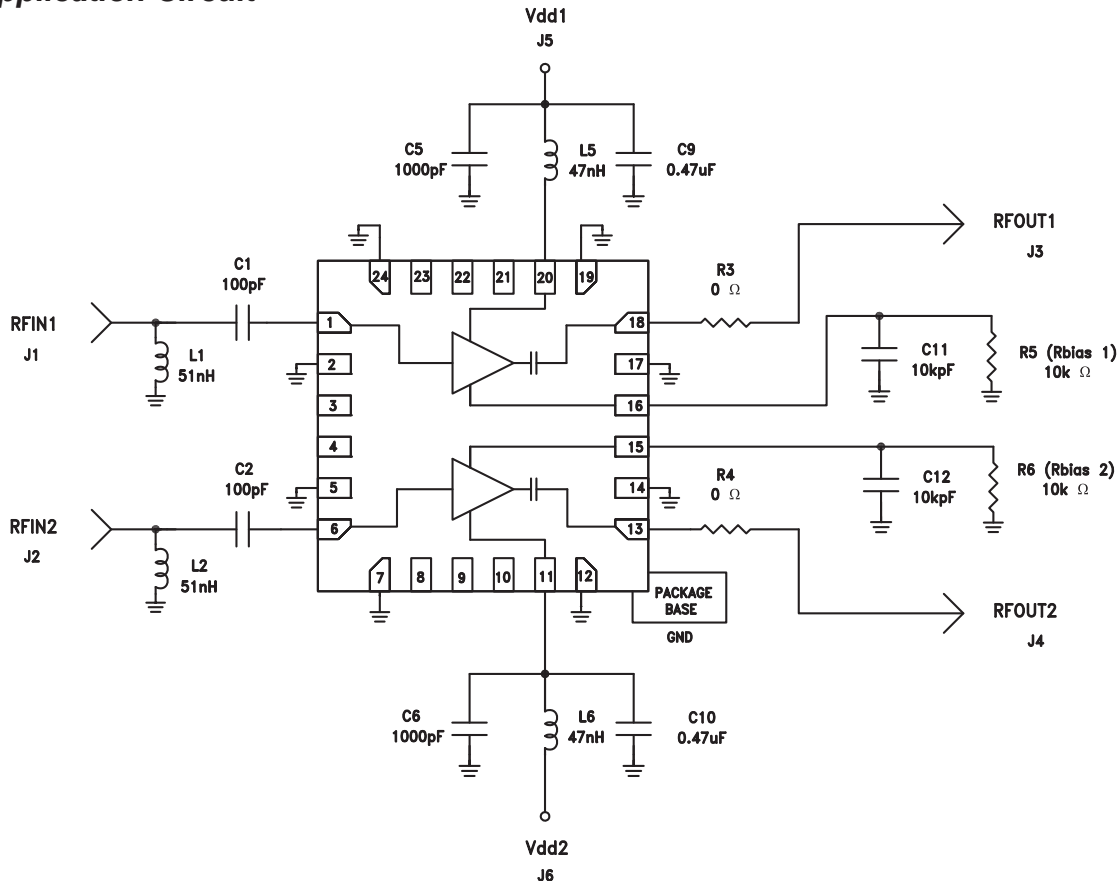 pplication Circuit
Vdd1
J5
C5
1000pF
L5
47nH
C9
0.47uF
24
23
22
21
20
19
C1
100pF
RFIN1
J1
L1
51nH
1
2
3
4
5
6
18
17
16
15
14
13
R3
0 Ω
RFOUT1
J3
C11
10kpF
R5 (Rbias 1)
10k Ω
C2
100pF
RFIN2
J2
L2
51nH
R4
0 Ω
C12
10kpF
R6 (Rbias 2)
10k Ω
7
8
9
10
11
12
PACKAGE
BASE
GND
RFOUT2
J4
C6
1000pF
L6
47nH
C10
0.47uF
Vdd2
J6